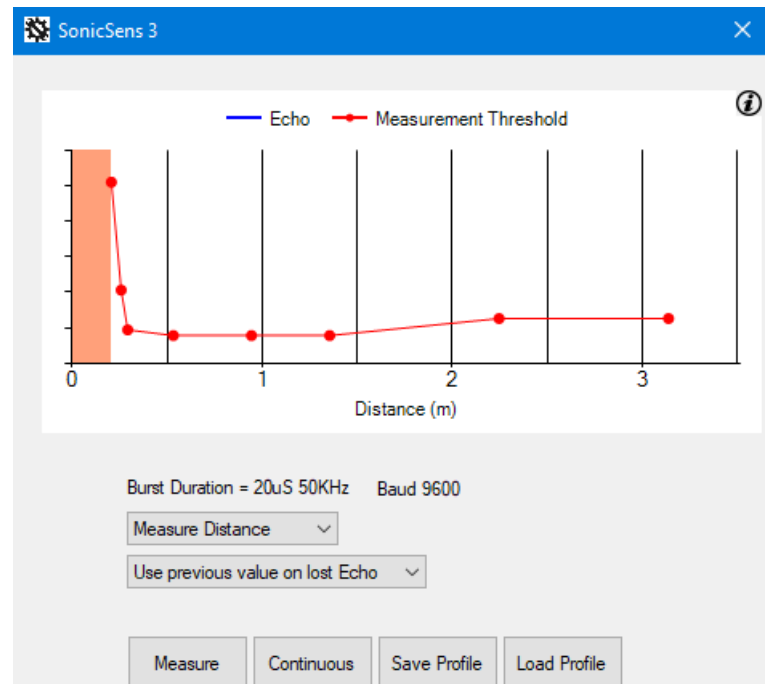 SonicSens 3
Echo Measurement Threshold
0 1 2 3
Distance (m)
Burst Duration = 20uS 50KHz Baud 9600
Measure Distance
Use previous value on lost Echo
Measure Continuous Save Profile Load Profile